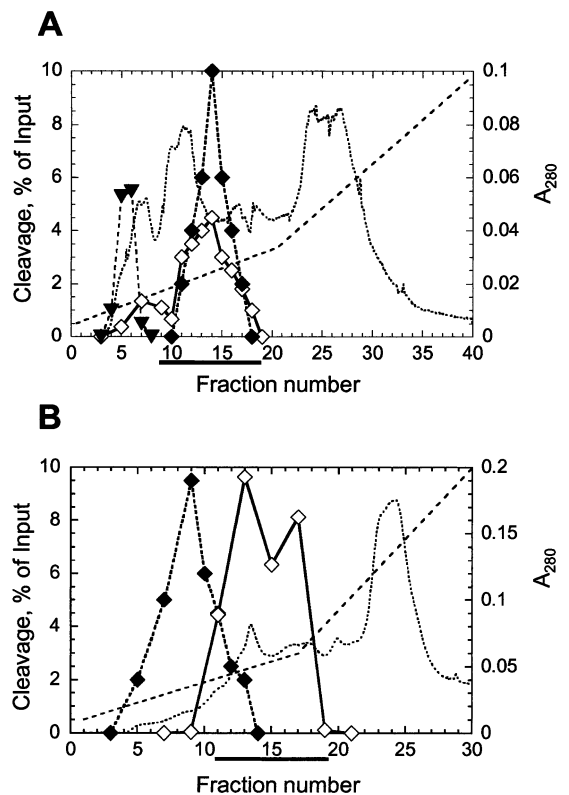 A
Cleavage, % of Input
10
8
6
4
2
0
0.1
0.08
0.06
0.04
0.02
0
A280
0 5 10 15 20 25 30 35 40
Fraction number
B
Cleavage, % of Input
10
8
6
4
2
0
0.2
0.15
0.1
0.05
0
A280
0 5 10 15 20 25 30
Fraction number